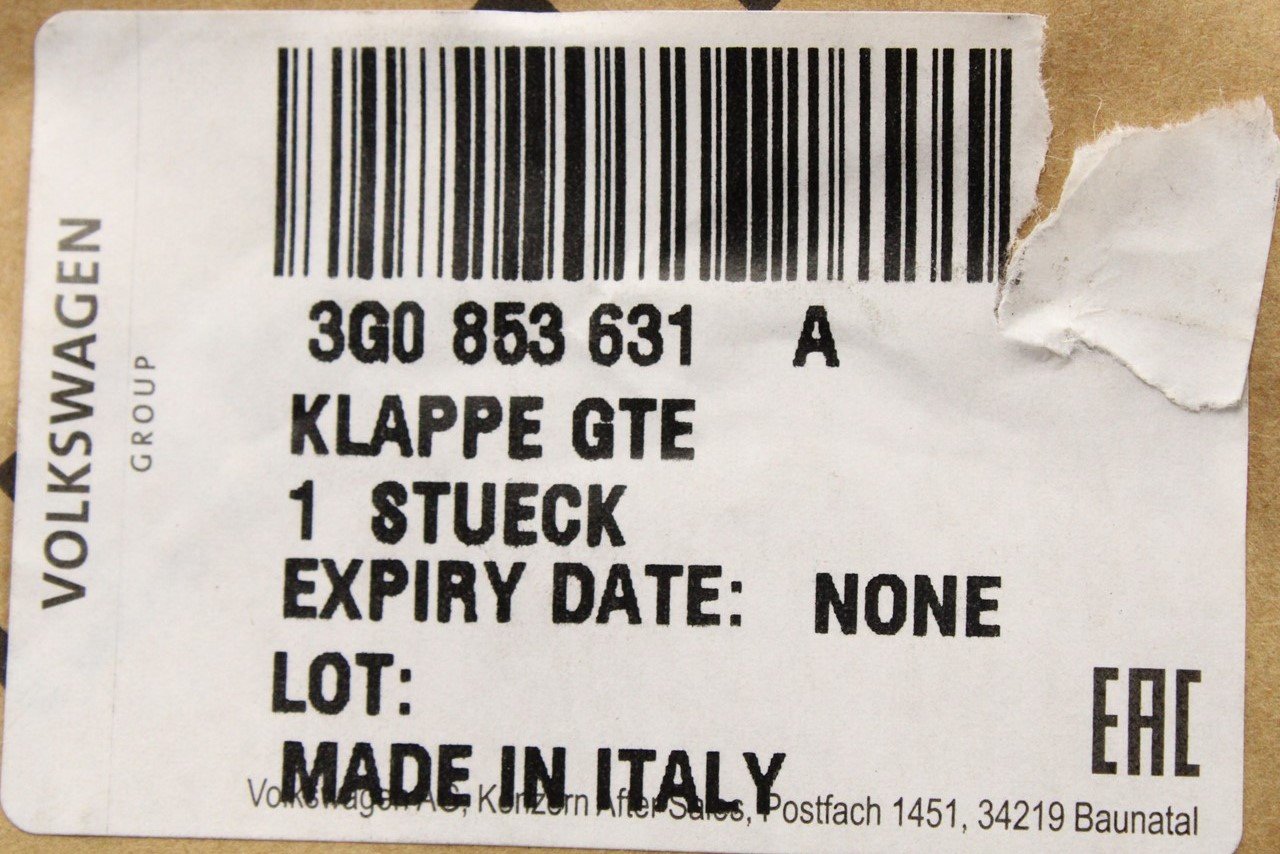 VOLKSWAGEN
GROUP
3G0 853 631 A
KLAPPE GTE
1 STUECK
EXPIRY DATE: NONE
LOT:
MADE IN ITALY
EAC
Volkswagen AG, Konzern After Sales, Postfach 1451, 34219 Baunatal